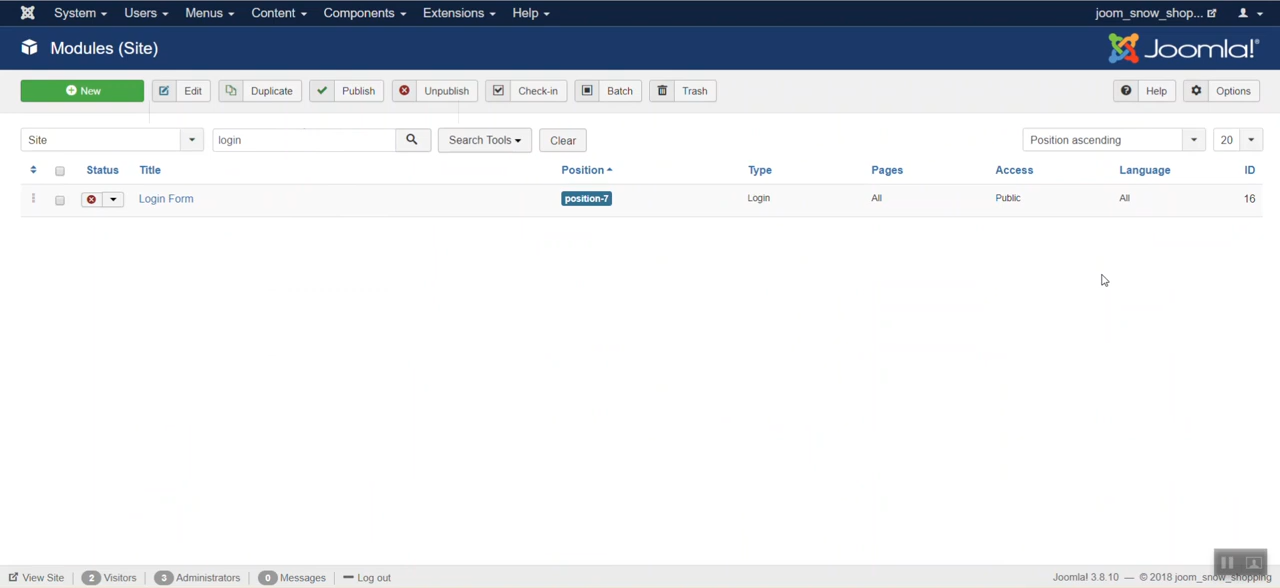 System Users Menus Content Components Extensions Help joom_snow_shop...
Modules (Site) Joomla!®
New Edit Duplicate Publish Unpublish Check-in Batch Trash Help Options
Site login Search Tools Clear Position ascending 20
Status Title Position Type Pages Access Language ID
Login Form position-7 Login All Public All 16
View Site 2 Visitors 3 Administrators 0 Messages Log out Joomla! 3.8.10 — © 2018 joom_snow_shopping